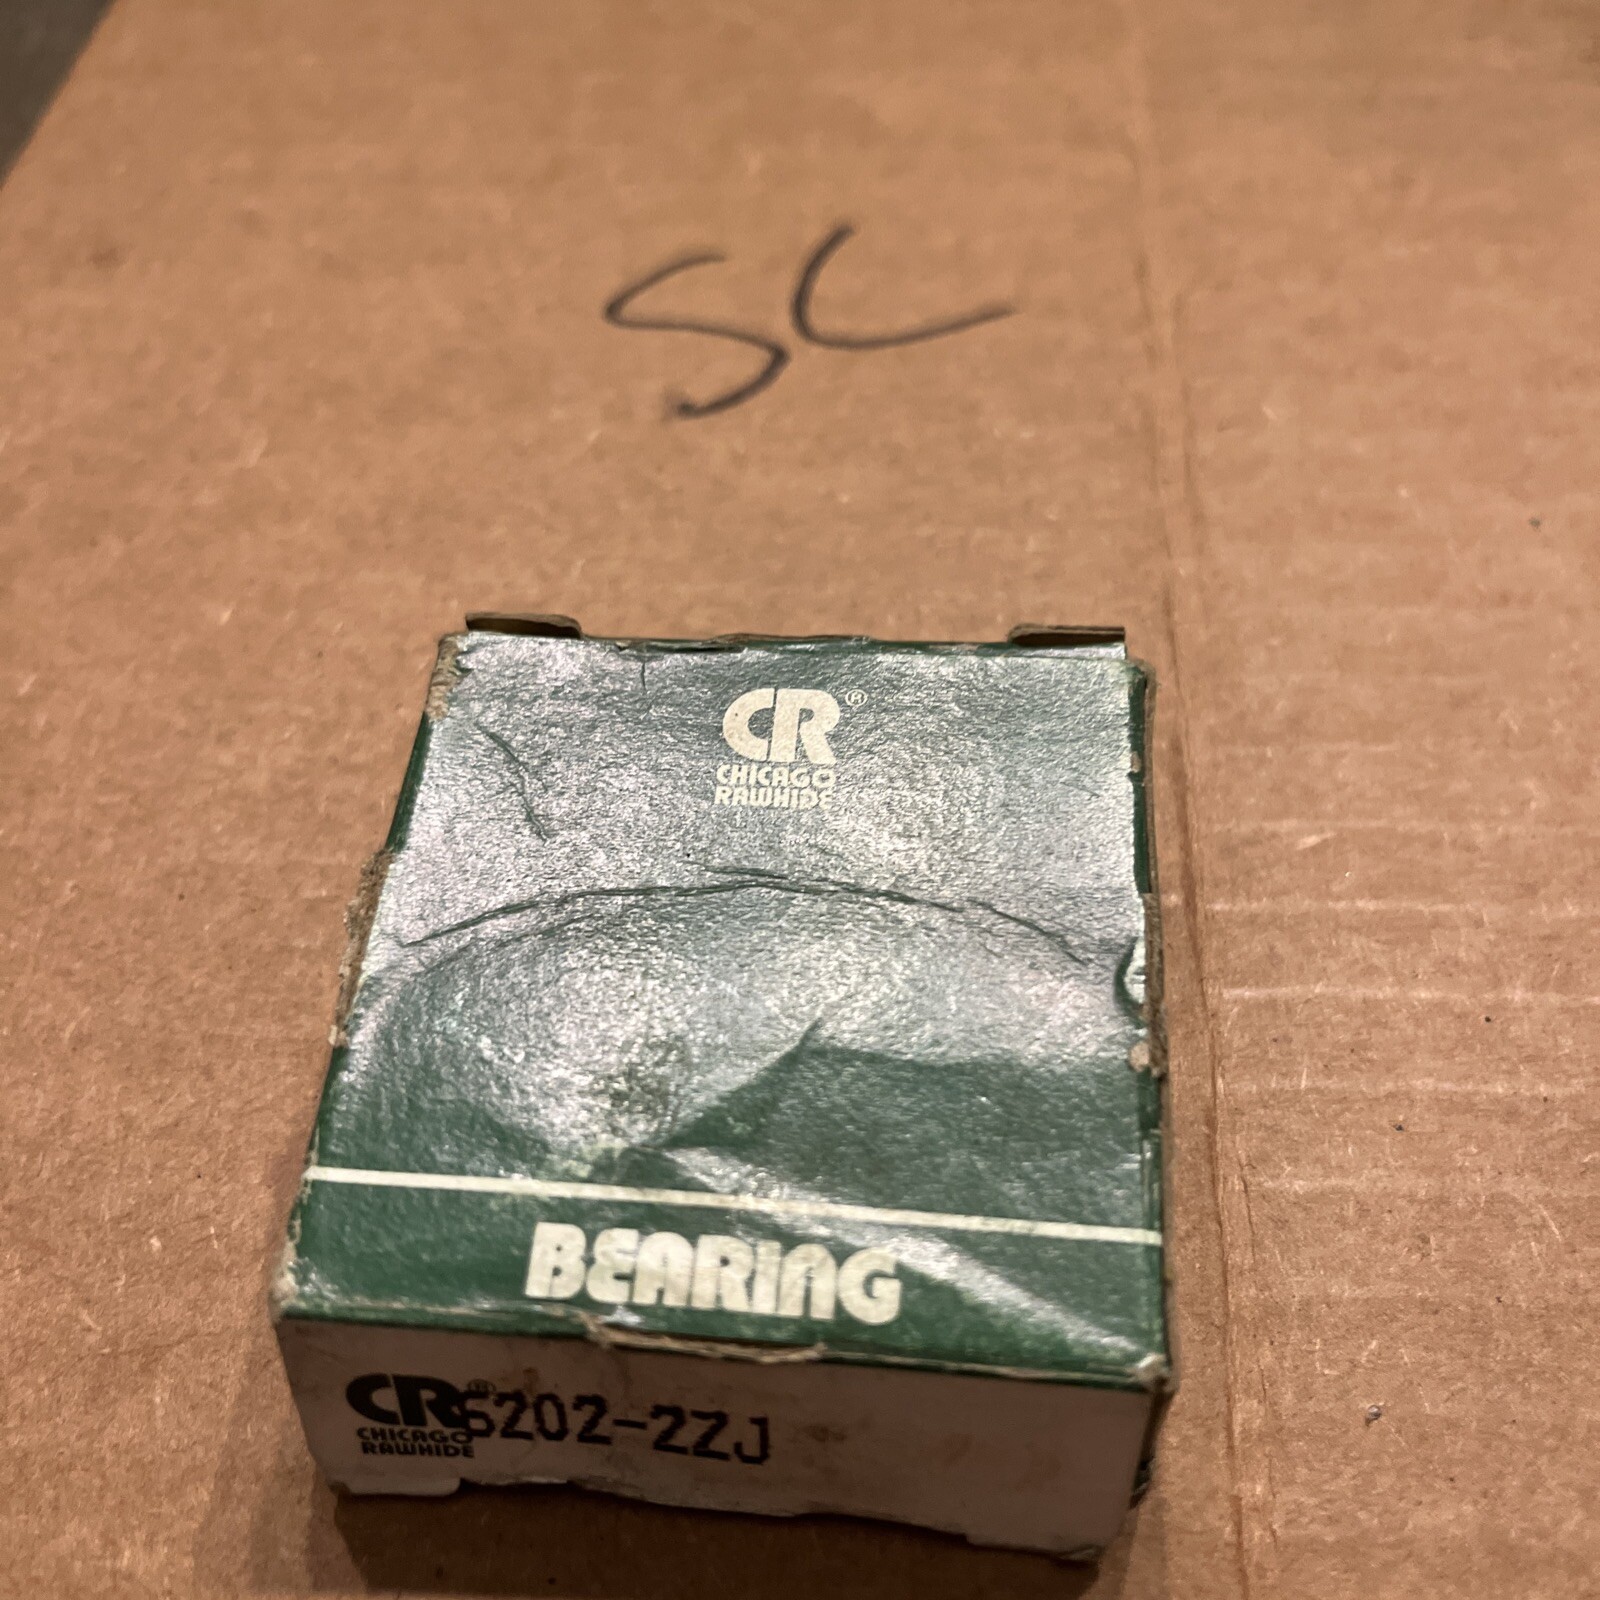 SC
CR®
CHICAGO
RAWHIDE
BEARING
CR® 6202-2ZJ
CHICAGO
RAWHIDE